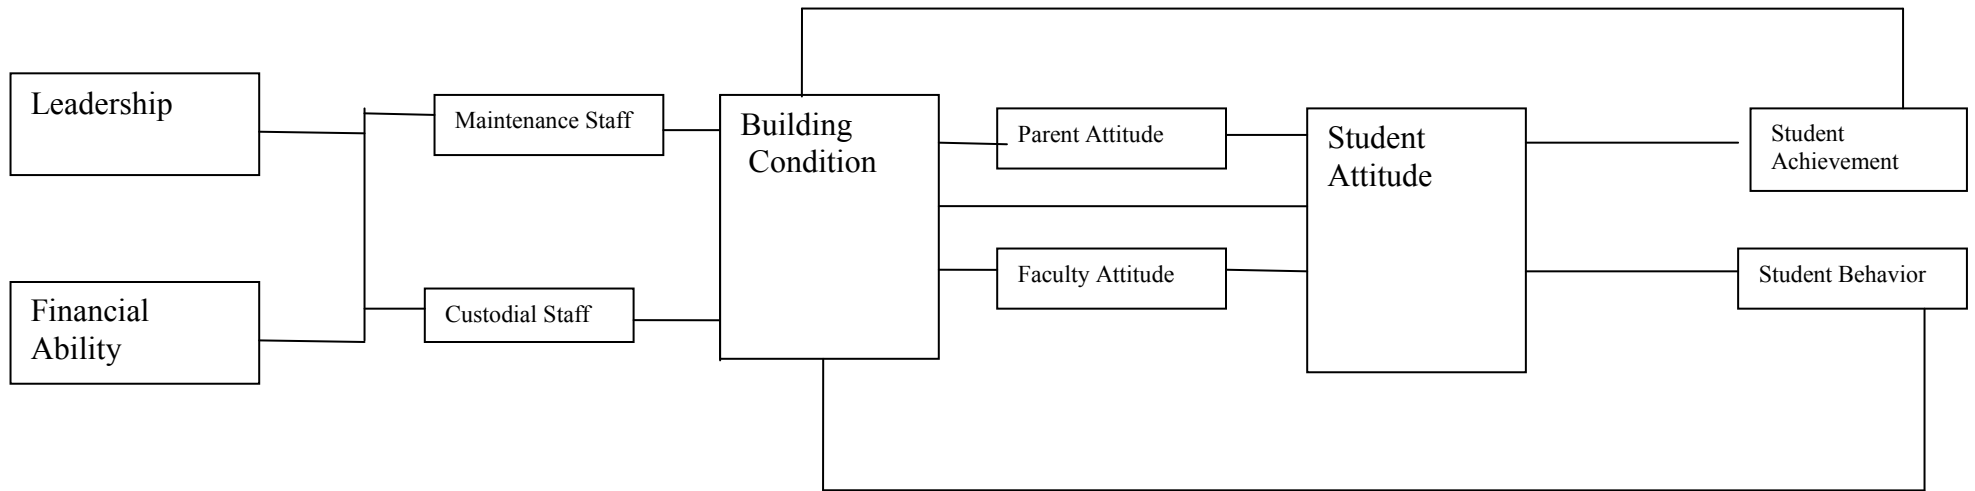 Leadership
Maintenance Staff
Building
Condition
Parent Attitude
Student
Attitude
Student
Achievement
Financial
Ability
Custodial Staff
Faculty Attitude
Student Behavior